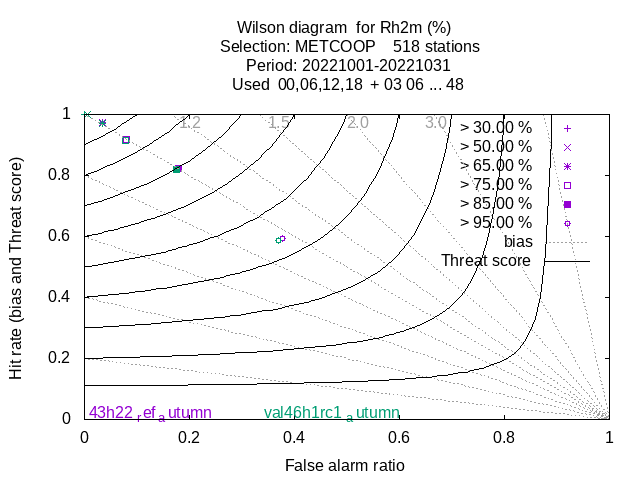 Wilson diagram for Rh2m (%)
Selection: METCOOP 518 stations
Period: 20221001-20221031
Used 00,06,12,18 + 03 06 ... 48
1.2 1.5 2.0 3.0
> 30.00 %
> 50.00 %
> 65.00 %
> 75.00 %
> 85.00 %
> 95.00 %
bias
Threat score
1
0.8
0.6
0.4
0.2
0
Hit rate (bias and Threat score)
43h22refautumn val46h1rc1autumn
0 0.2 0.4 0.6 0.8 1
False alarm ratio